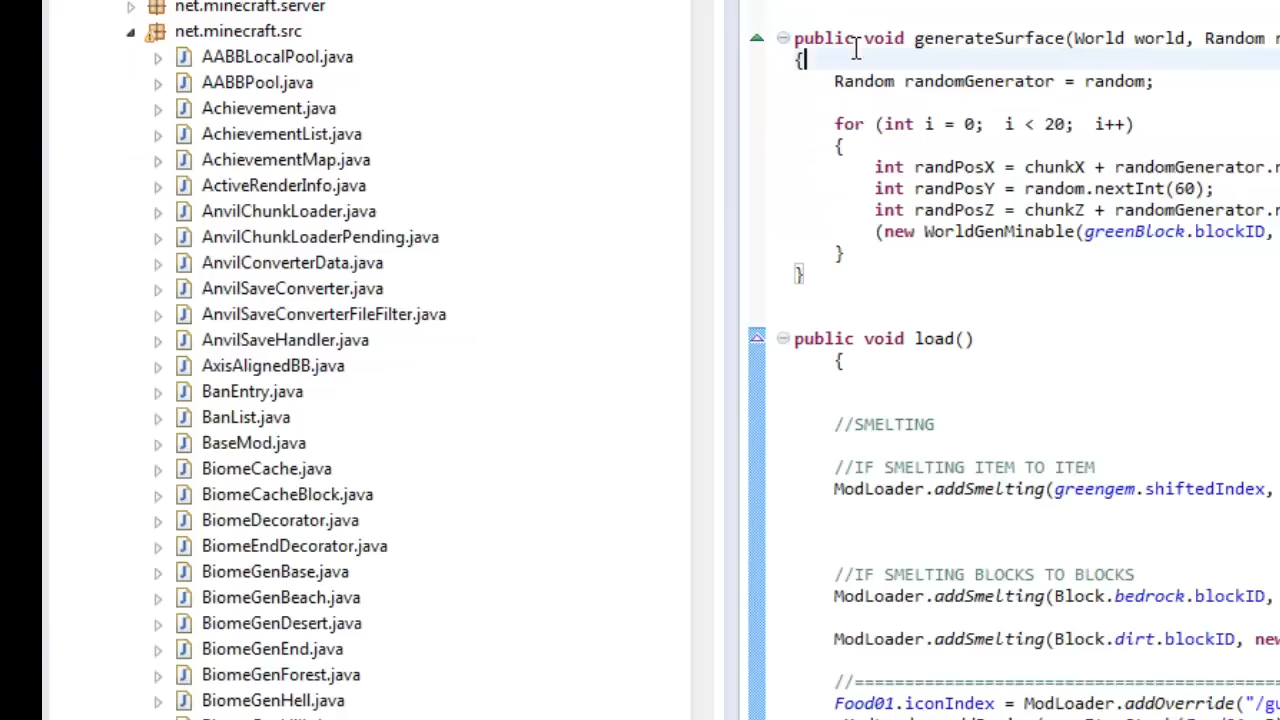 net.minecraft.server
net.minecraft.src
AABBLocalPool.java
AABBPool.java
Achievement.java
AchievementList.java
AchievementMap.java
ActiveRenderInfo.java
AnvilChunkLoader.java
AnvilChunkLoaderPending.java
AnvilConverterData.java
AnvilSaveConverter.java
AnvilSaveConverterFileFilter.java
AnvilSaveHandler.java
AxisAlignedBB.java
BanEntry.java
BanList.java
BaseMod.java
BiomeCache.java
BiomeCacheBlock.java
BiomeDecorator.java
BiomeEndDecorator.java
BiomeGenBase.java
BiomeGenBeach.java
BiomeGenDesert.java
BiomeGenEnd.java
BiomeGenForest.java
BiomeGenHell.java
public void generateSurface(World world, Random
{
Random randomGenerator = random;
for (int i = 0; i < 20; i++)
{
int randPosX = chunkX + randomGenerator.
int randPosY = random.nextInt(60);
int randPosZ = chunkZ + randomGenerator.
(new WorldGenMinable(greenBlock.blockID,
}
}
public void load()
{
//SMELTING
//IF SMELTING ITEM TO ITEM
ModLoader.addSmelting(greengem.shiftedIndex,
//IF SMELTING BLOCKS TO BLOCKS
ModLoader.addSmelting(Block.bedrock.blockID,
ModLoader.addSmelting(Block.dirt.blockID, new
//===========================================
Food01.iconIndex = ModLoader.addOverride("/gu